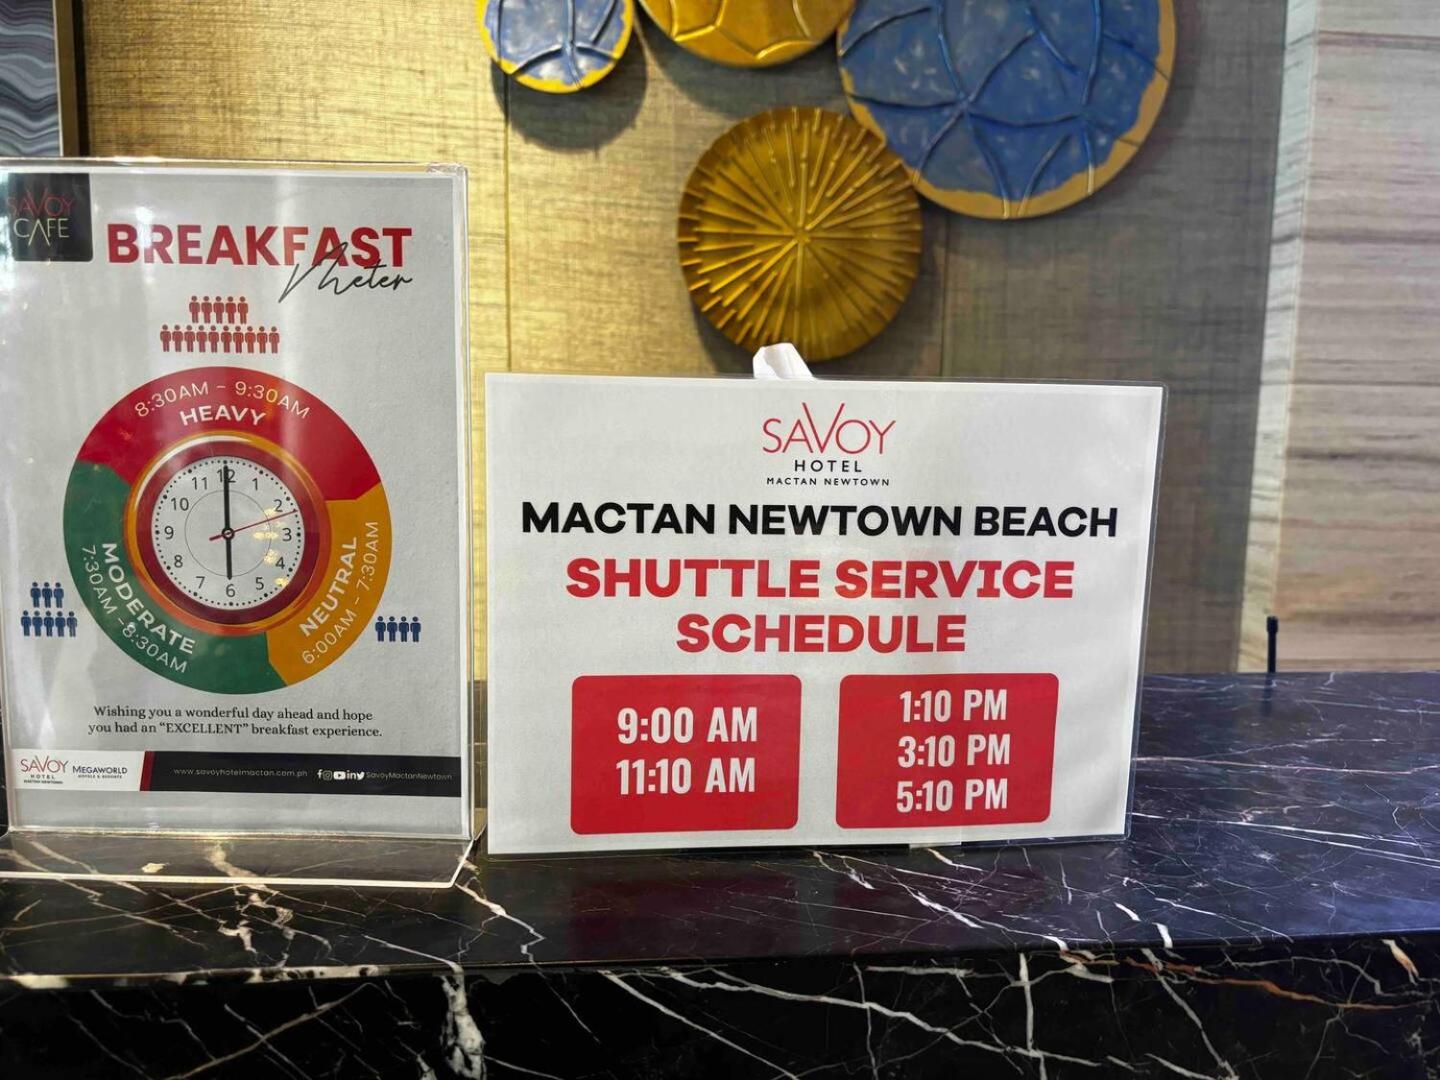 SAVOY
CAFE
BREAKFAST
Meter
8:30AM - 9:30AM
HEAVY
MODERATE
7:30AM -8:30AM
NEUTRAL
6:00AM - 7:30AM
12
1
2
3
4
5
6
7
8
9
10
11
Wishing you a wonderful day ahead and hope
you had an "EXCELLENT" breakfast experience.
SAVOY
HOTEL
MACTAN NEWTOWN
MEGAWORLD
HOTELS & RESORTS
www.savoyhotelmactan.com.ph
SavoyMactanNewtown
SAVOY
HOTEL
MACTAN NEWTOWN
MACTAN NEWTOWN BEACH
SHUTTLE SERVICE
SCHEDULE
9:00 AM
11:10 AM
1:10 PM
3:10 PM
5:10 PM